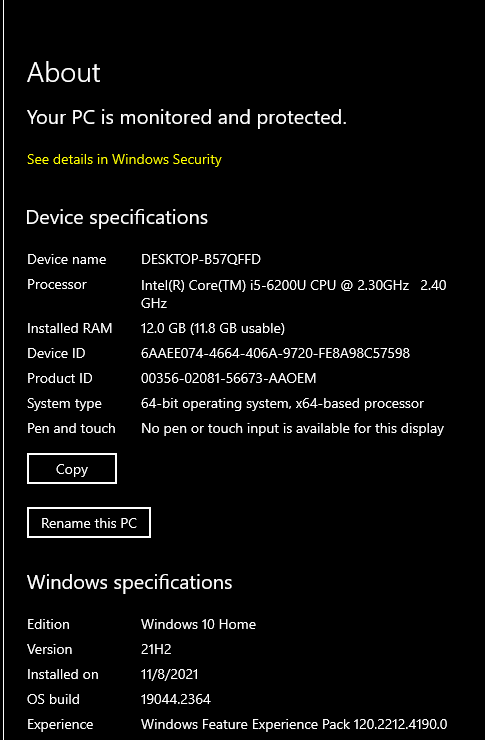 About
Your PC is monitored and protected.
See details in Windows Security
Device specifications
Device name DESKTOP-B57QFFD
Processor Intel(R) Core(TM) i5-6200U CPU @ 2.30GHz 2.40
GHz
Installed RAM 12.0 GB (11.8 GB usable)
Device ID 6AAEE074-4664-406A-9720-FE8A98C57598
Product ID 00356-02081-56673-AAOEM
System type 64-bit operating system, x64-based processor
Pen and touch No pen or touch input is available for this display
Copy
Rename this PC
Windows specifications
Edition Windows 10 Home
Version 21H2
Installed on 11/8/2021
OS build 19044.2364
Experience Windows Feature Experience Pack 120.2212.4190.0